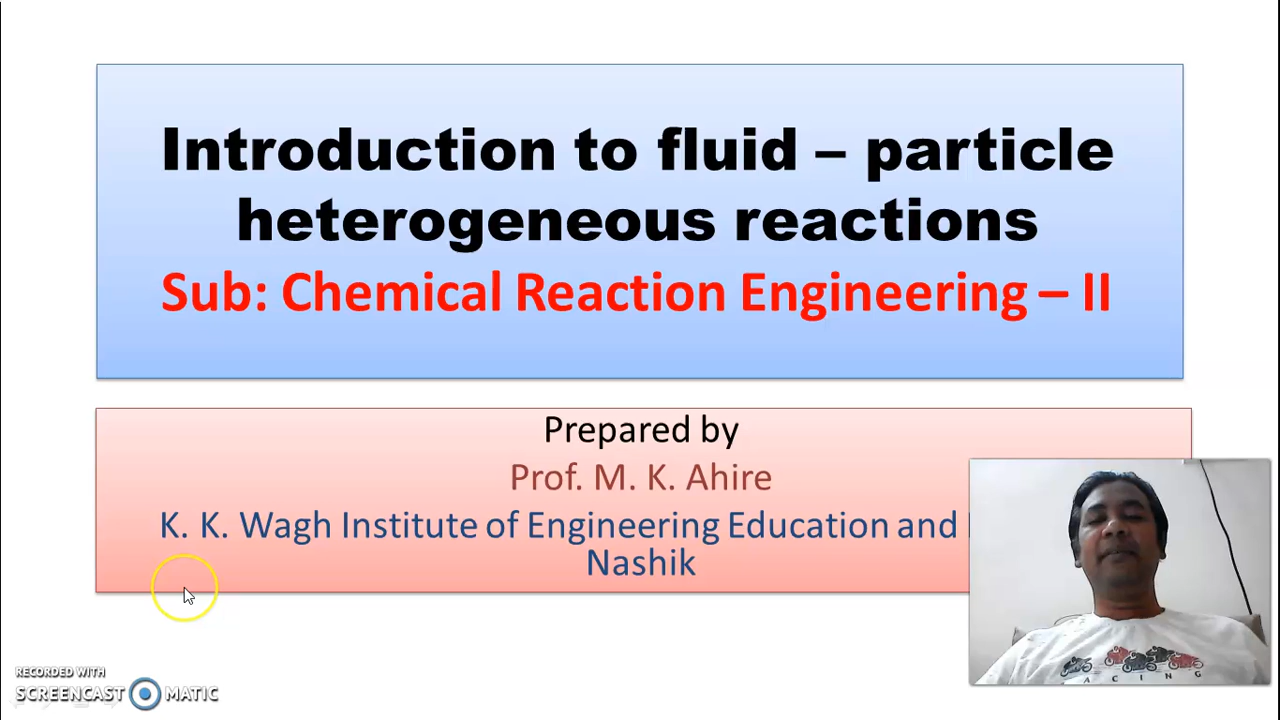 Introduction to fluid – particle
heterogeneous reactions
Sub: Chemical Reaction Engineering – II
Prepared by
Prof. M. K. Ahire
K. K. Wagh Institute of Engineering Education and
Nashik
RECORDED WITH
SCREENCAST MATIC
ACING